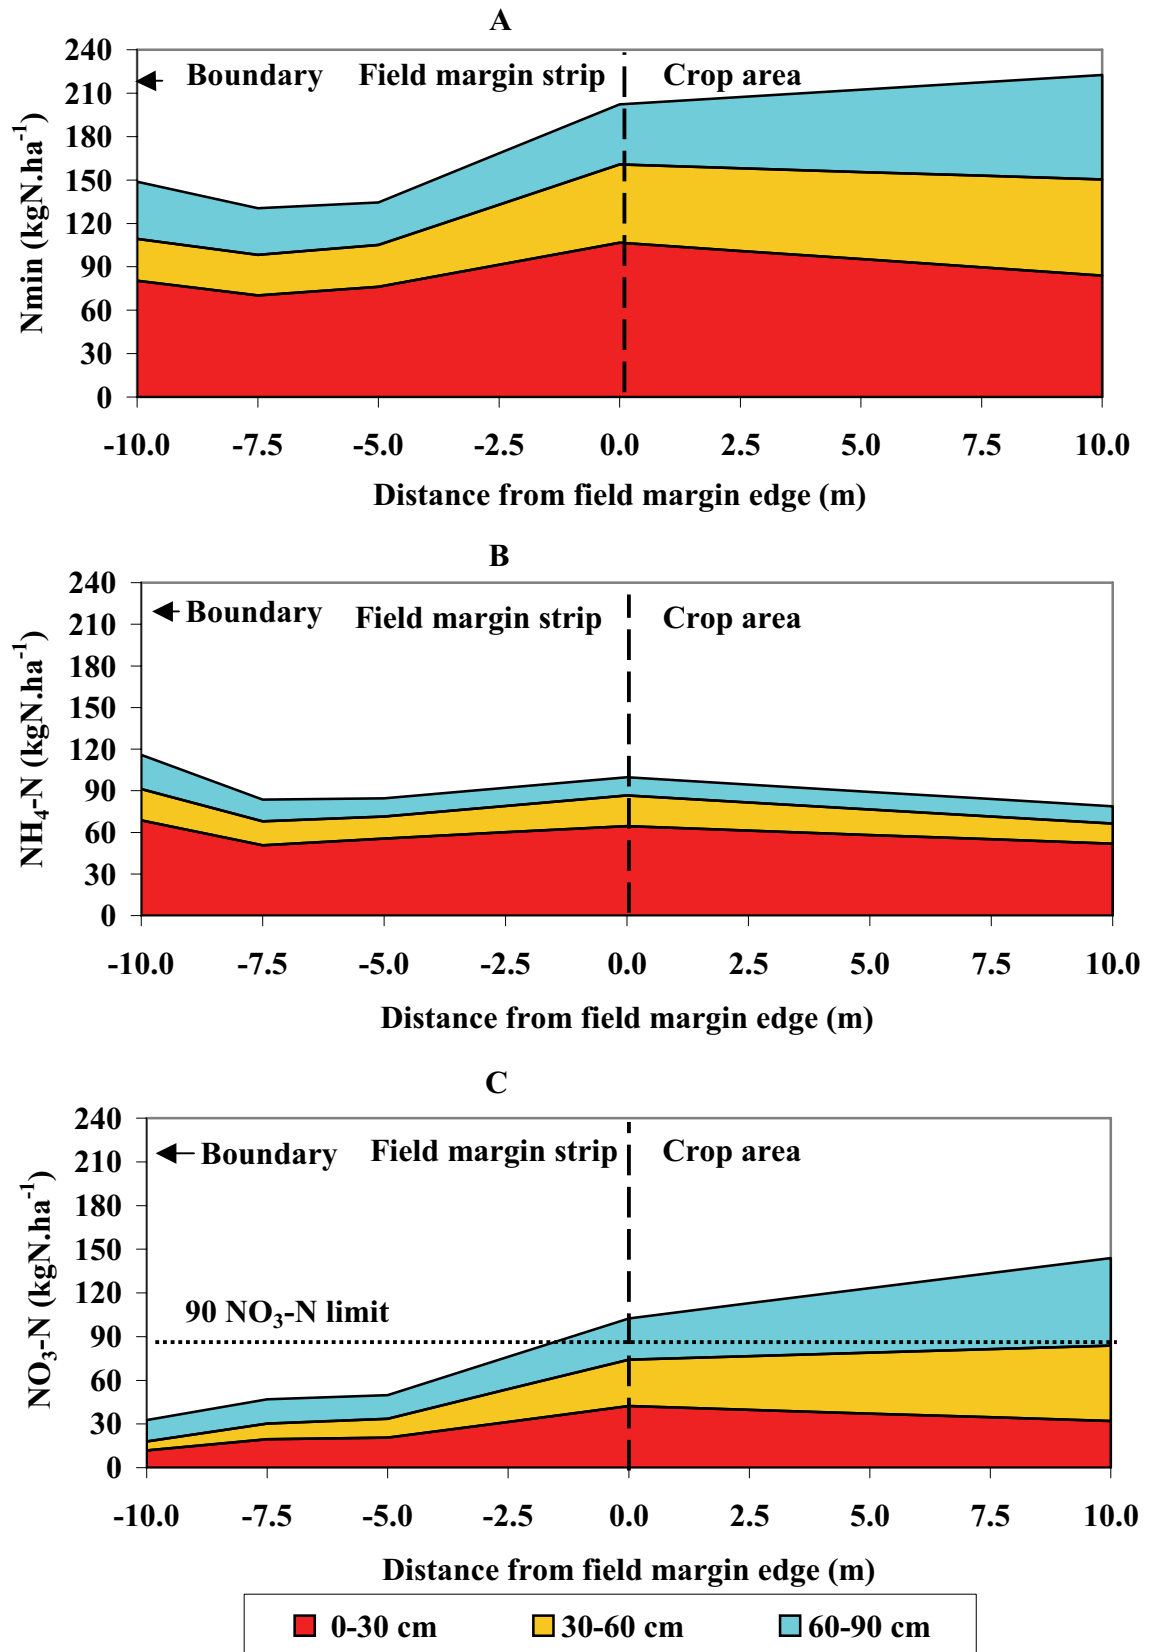 A
240
210
180
150
120
90
60
30
0
Nmin (kgN.ha⁻¹)
Boundary Field margin strip Crop area
-10.0 -7.5 -5.0 -2.5 0.0 2.5 5.0 7.5 10.0
Distance from field margin edge (m)
B
240
210
180
150
120
90
60
30
0
NH₄-N (kgN.ha⁻¹)
Boundary Field margin strip Crop area
-10.0 -7.5 -5.0 -2.5 0.0 2.5 5.0 7.5 10.0
Distance from field margin edge (m)
C
240
210
180
150
120
90
60
30
0
NO₃-N (kgN.ha⁻¹)
Boundary Field margin strip Crop area
90 NO₃-N limit
-10.0 -7.5 -5.0 -2.5 0.0 2.5 5.0 7.5 10.0
Distance from field margin edge (m)
0-30 cm 30-60 cm 60-90 cm